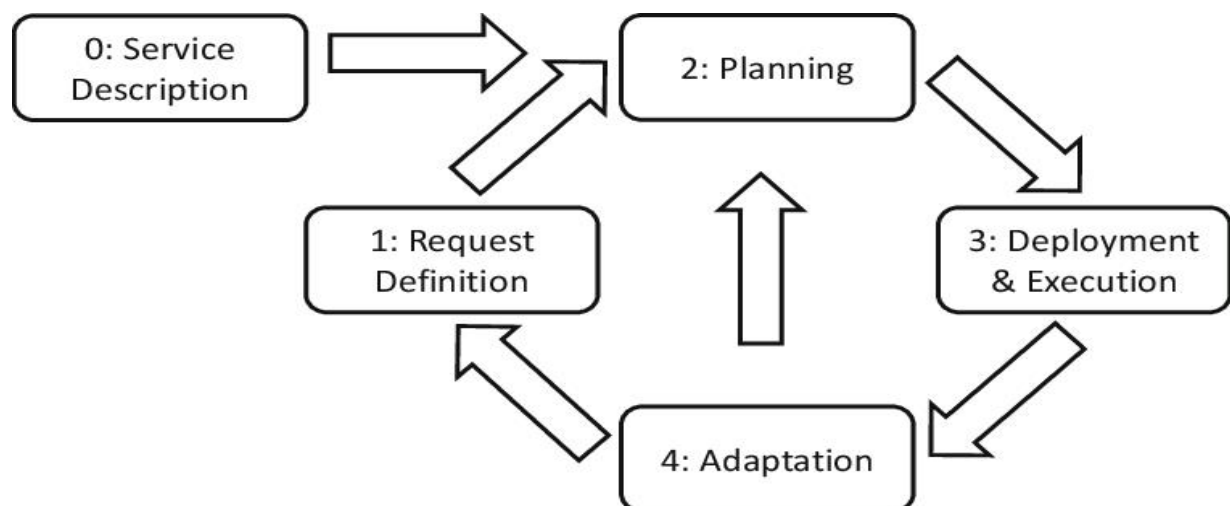 0: Service
Description
2: Planning
1: Request
Definition
3: Deployment
& Execution
4: Adaptation